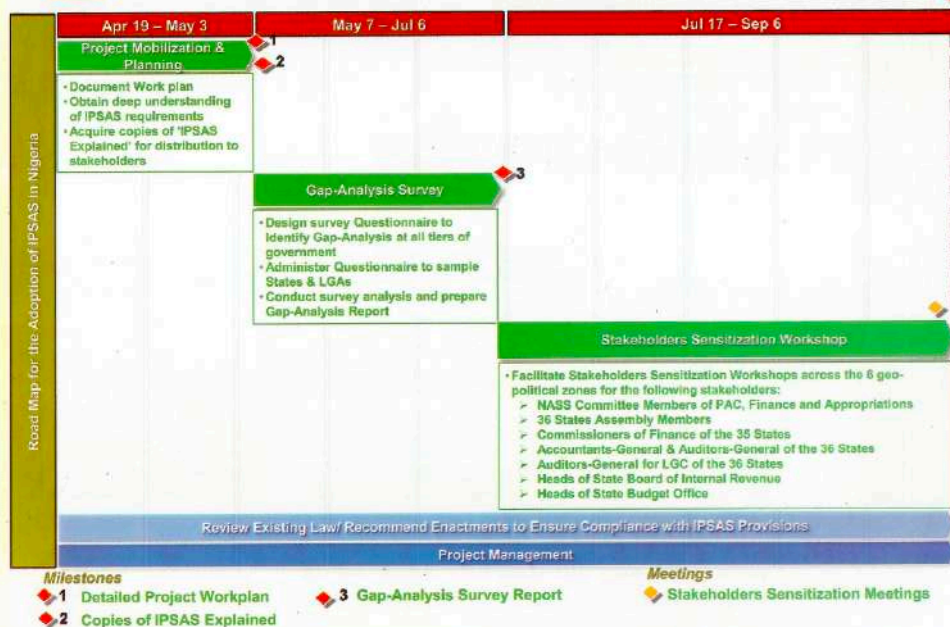 Apr 19 – May 3
May 7 – Jul 6
Jul 17 – Sep 6
Road Map for the Adoption of IPSAS in Nigeria
Project Mobilization &
Planning
1
2
• Document Work plan
• Obtain deep understanding
of IPSAS requirements
• Acquire copies of 'IPSAS
Explained' for distribution to
stakeholders
Gap-Analysis Survey
3
• Design survey Questionnaire to
Identify Gap-Analysis at all tiers of
government
• Administer Questionnaire to sample
States & LGAs
• Conduct survey analysis and prepare
Gap-Analysis Report
Stakeholders Sensitization Workshop
• Facilitate Stakeholders Sensitization Workshops across the 6 geo-
political zones for the following stakeholders:
➢ NASS Committee Members of PAC, Finance and Appropriations
➢ 36 States Assembly Members
➢ Commissioners of Finance of the 35 States
➢ Accountants-General & Auditors-General of the 36 States
➢ Auditors-General for LGC of the 36 States
➢ Heads of State Board of Internal Revenue
➢ Heads of State Budget Office
Review Existing Law/ Recommend Enactments to Ensure Compliance with IPSAS Provisions
Project Management
Milestones
1 Detailed Project Workplan
2 Copies of IPSAS Explained
3 Gap-Analysis Survey Report
Meetings
Stakeholders Sensitization Meetings